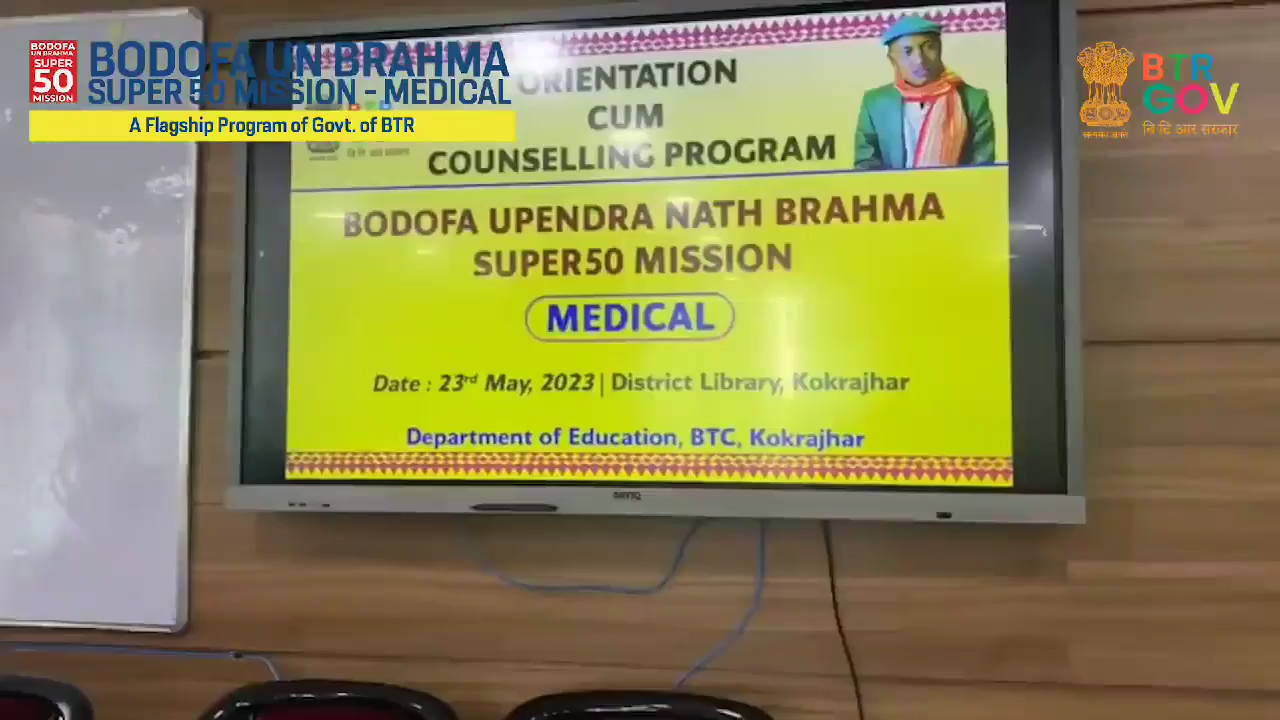 BODOFA
UN BRAHMA
SUPER
50
MISSION
BODOFA UN BRAHMA
SUPER 50 MISSION - MEDICAL
A Flagship Program of Govt. of BTR
BTR
GOV
बि टि आर सरकार
ORIENTATION
CUM
COUNSELLING PROGRAM
BODOFA UPENDRA NATH BRAHMA
SUPER50 MISSION
MEDICAL
Date : 23rd May, 2023 | District Library, Kokrajhar
Department of Education, BTC, Kokrajhar